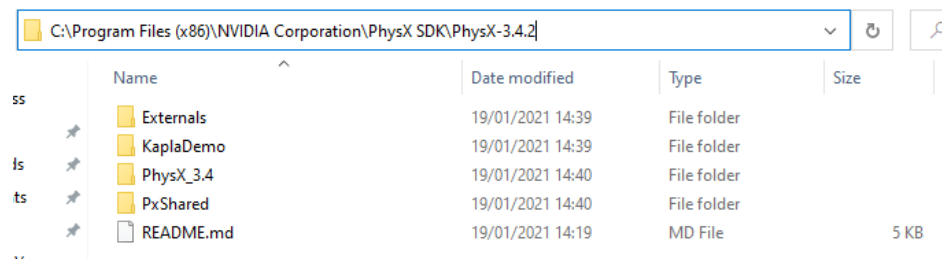 C:\Program Files (x86)\NVIDIA Corporation\PhysX SDK\PhysX-3.4.2
Name Date modified Type Size
ss
Externals 19/01/2021 14:39 File folder
KaplaDemo 19/01/2021 14:39 File folder
ds
PhysX_3.4 19/01/2021 14:40 File folder
ts
PxShared 19/01/2021 14:40 File folder
README.md 19/01/2021 14:19 MD File 5 KB